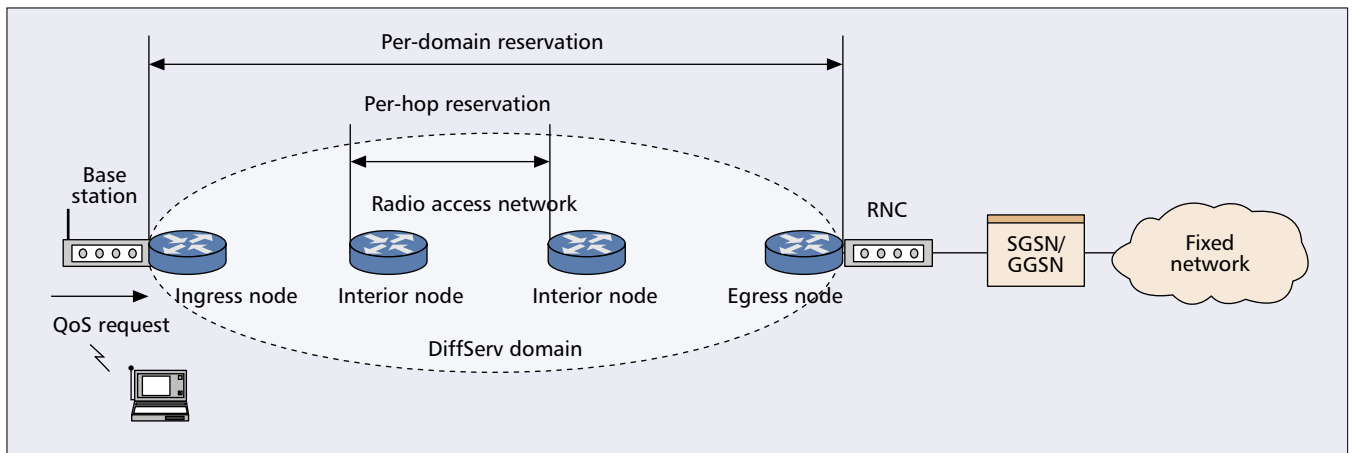 Per-domain reservation
Per-hop reservation
Base
station
Radio access network
RNC
SGSN/
GGSN
Fixed
network
Ingress node
Interior node
Interior node
Egress node
QoS request
DiffServ domain